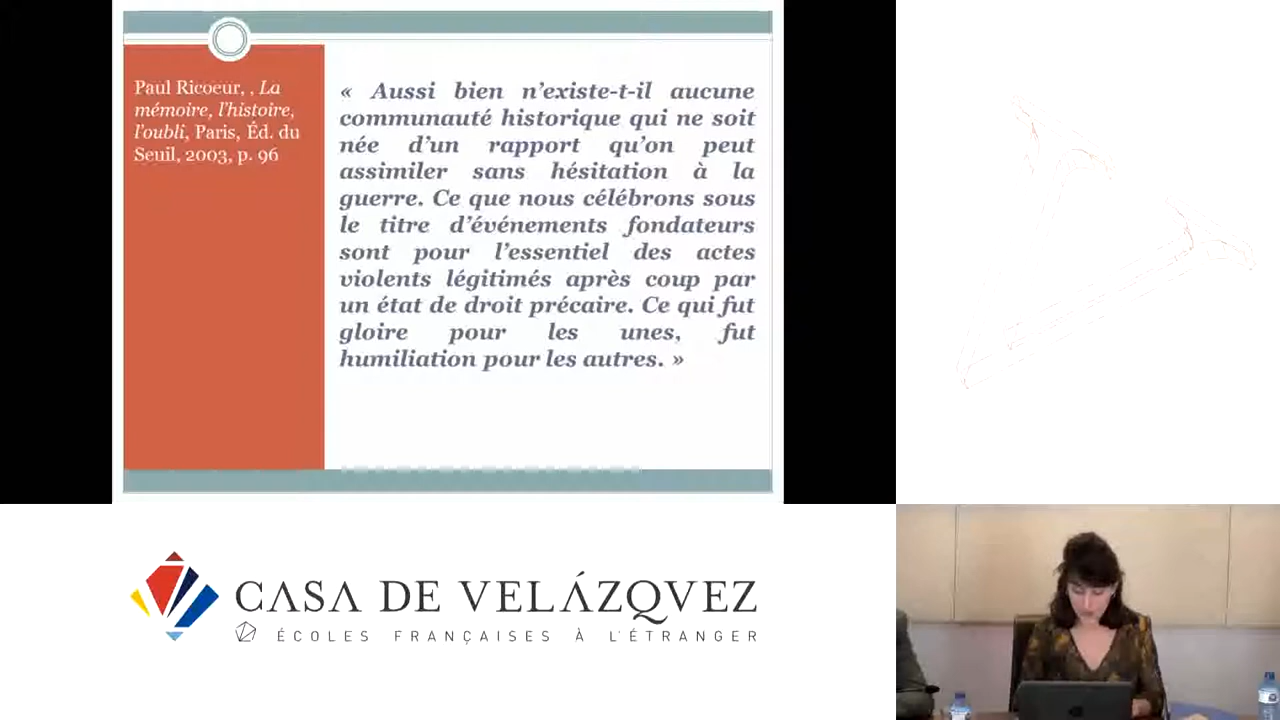 Paul Ricoeur, , La
mémoire, l'histoire,
l'oubli, Paris, Éd. du
Seuil, 2003, p. 96
« Aussi bien n'existe-t-il aucune
communauté historique qui ne soit
née d'un rapport qu'on peut
assimiler sans hésitation à la
guerre. Ce que nous célébrons sous
le titre d'événements fondateurs
sont pour l'essentiel des actes
violents légitimés après coup par
un état de droit précaire. Ce qui fut
gloire pour les unes, fut
humiliation pour les autres. »
CASA DE VELÁZQVEZ
ÉCOLES FRANÇAISES À L'ÉTRANGER